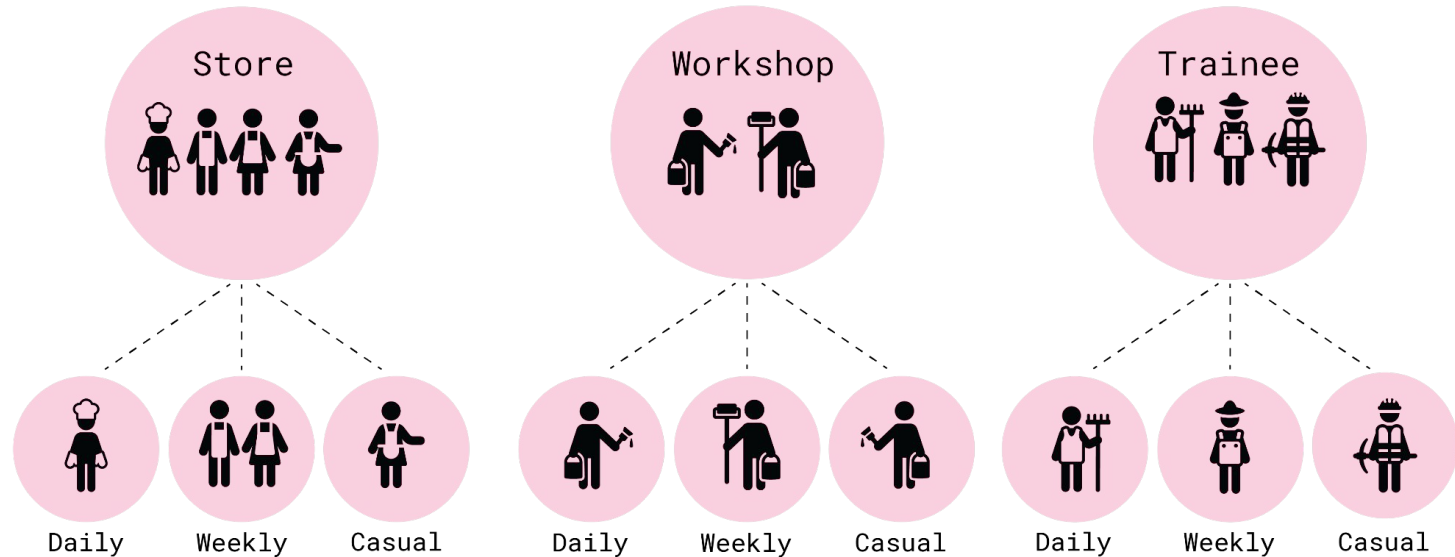 Store
Workshop
Trainee
Daily
Weekly
Casual
Daily
Weekly
Casual
Daily
Weekly
Casual